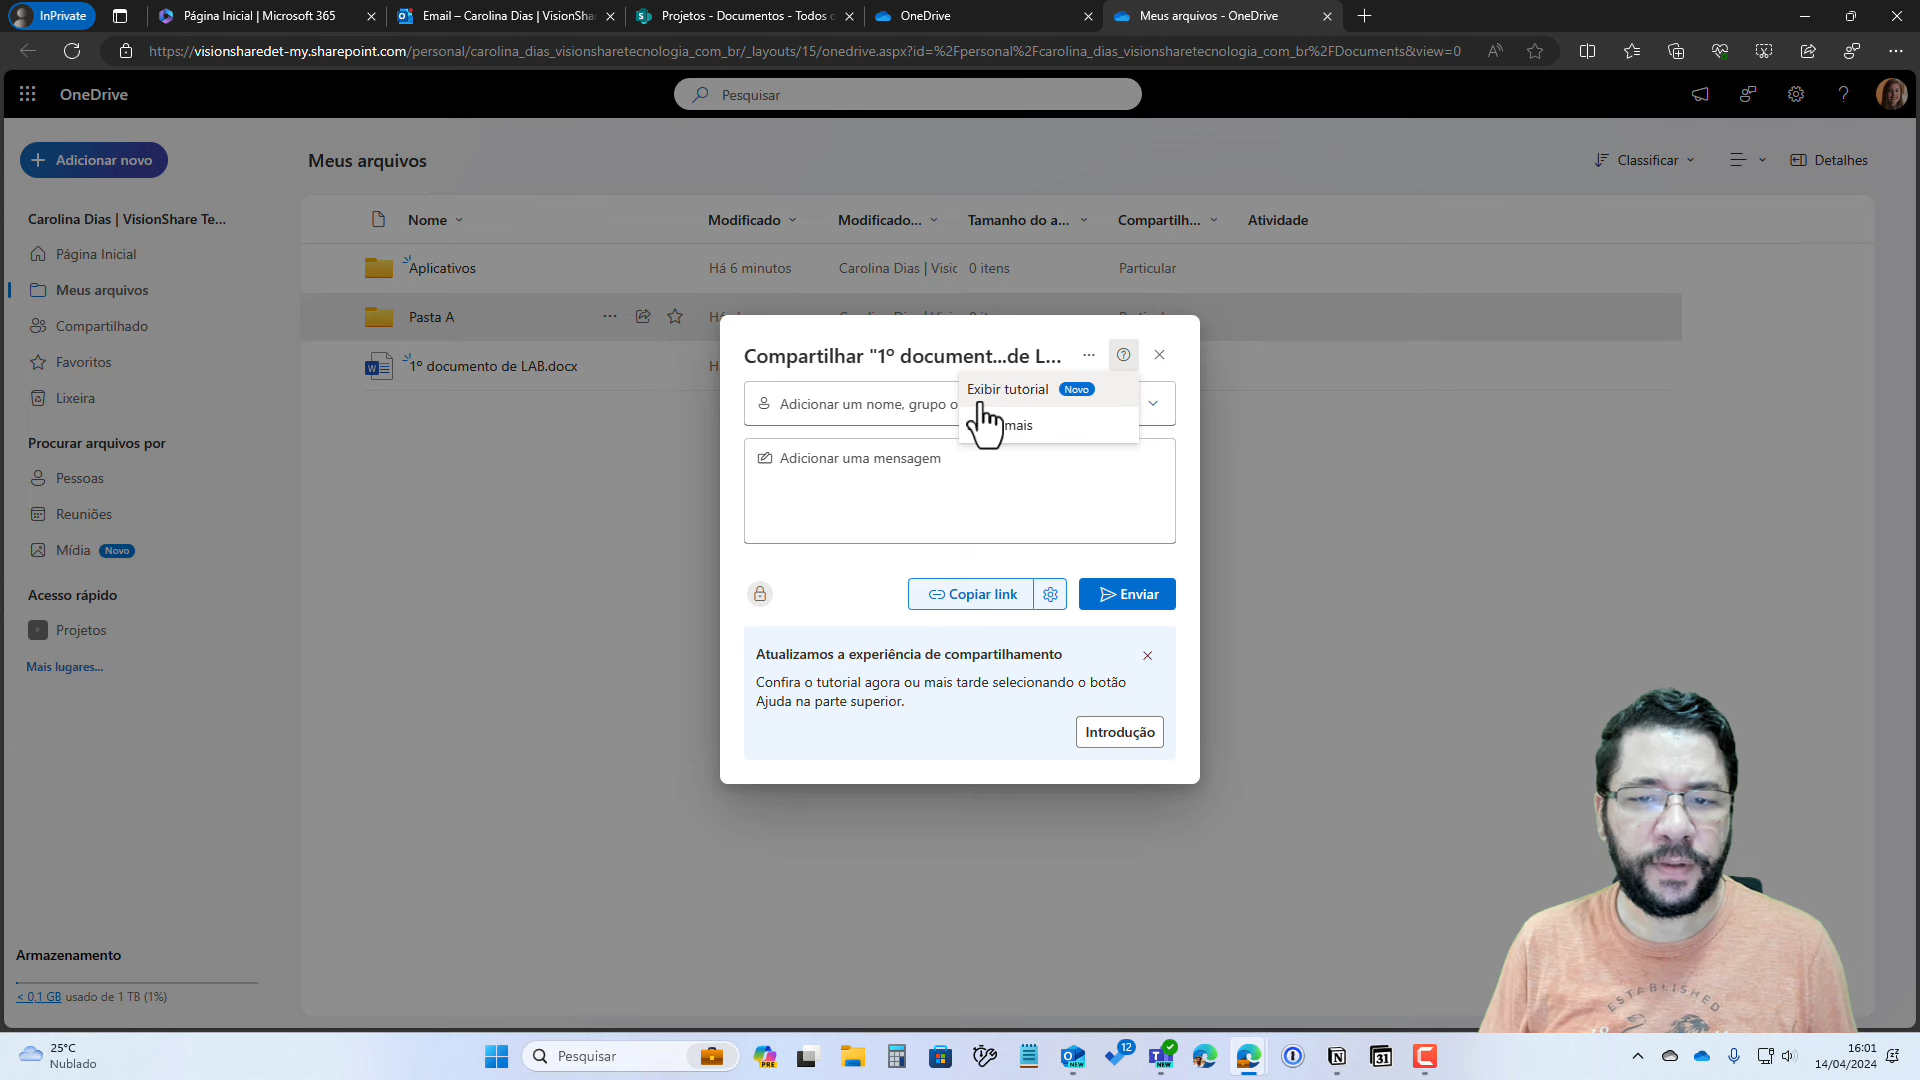 InPrivate
Página Inicial | Microsoft 365
Email – Carolina Dias | VisionSha
Projetos - Documentos - Todos o
OneDrive
Meus arquivos - OneDrive
https://visionsharedet-my.sharepoint.com/personal/carolina_dias_visionsharetecnologia_com_br/_layouts/15/onedrive.aspx?id=%2Fpersonal%2Fcarolina_dias_visionsharetecnologia_com_br%2FDocuments&view=0
OneDrive
Pesquisar
Adicionar novo
Meus arquivos
Classificar
Detalhes
Carolina Dias | VisionShare Te...
Nome
Modificado
Modificado...
Tamanho do a...
Compartilh...
Atividade
Página Inicial
Aplicativos
Há 6 minutos
Carolina Dias | Visic
0 itens
Particular
Meus arquivos
Pasta A
Compartilhado
Compartilhar "1º document...de L...
Favoritos
1º documento de LAB.docx
Exibir tutorial Novo
Lixeira
Adicionar um nome, grupo o
mais
Procurar arquivos por
Adicionar uma mensagem
Pessoas
Reuniões
Mídia Novo
Acesso rápido
Copiar link
Enviar
Projetos
Mais lugares...
Atualizamos a experiência de compartilhamento
Confira o tutorial agora ou mais tarde selecionando o botão
Ajuda na parte superior.
Introdução
Armazenamento
< 0,1 GB usado de 1 TB (1%)
ESTABLISHED
25°C
Nublado
Pesquisar
PRE
NEW
12
NEW
31
16:01
14/04/2024